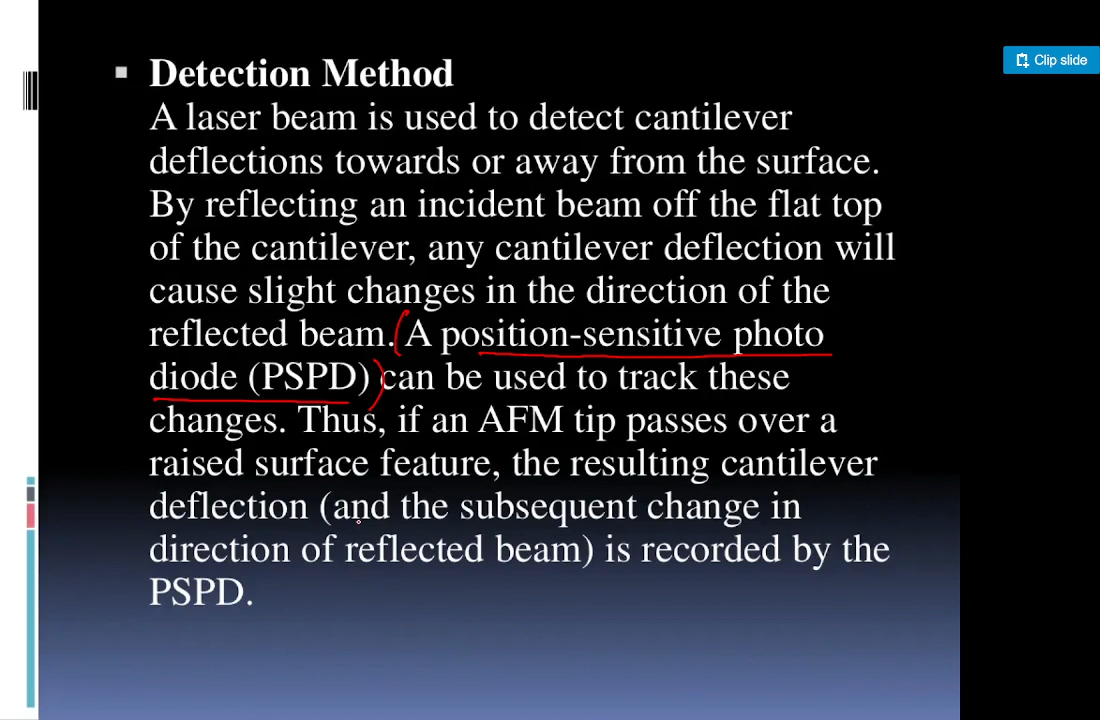 Clip slide
Detection Method
A laser beam is used to detect cantilever
deflections towards or away from the surface.
By reflecting an incident beam off the flat top
of the cantilever, any cantilever deflection will
cause slight changes in the direction of the
reflected beam. A position-sensitive photo
diode (PSPD) can be used to track these
changes. Thus, if an AFM tip passes over a
raised surface feature, the resulting cantilever
deflection (and the subsequent change in
direction of reflected beam) is recorded by the
PSPD.